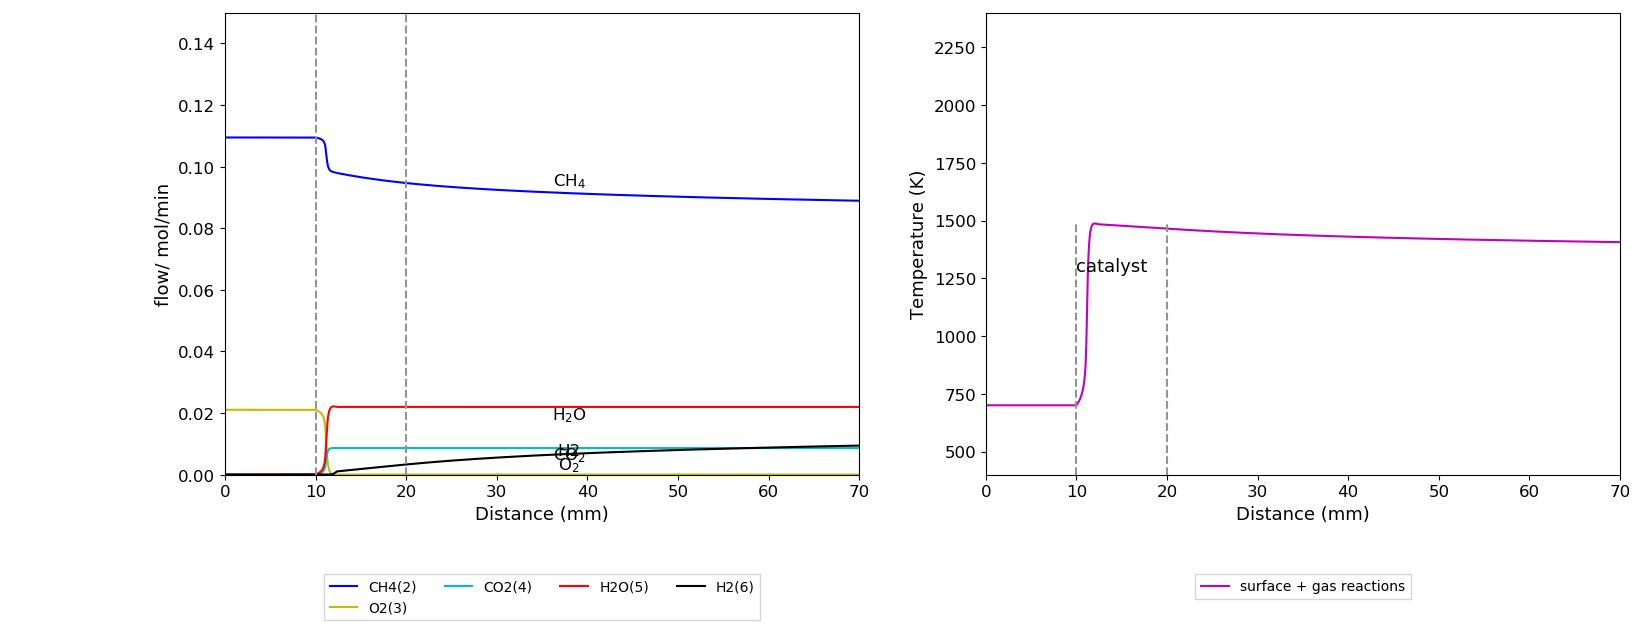 0.14
0.12
0.10
0.08
0.06
0.04
0.02
0.00
flow/ mol/min
CH4
H2O
H2
CO2
O2
0 10 20 30 40 50 60 70
Distance (mm)
CH4(2) CO2(4) H2O(5) H2(6)
O2(3)
2250
2000
1750
1500
1250
1000
750
500
Temperature (K)
catalyst
0 10 20 30 40 50 60 70
Distance (mm)
surface + gas reactions